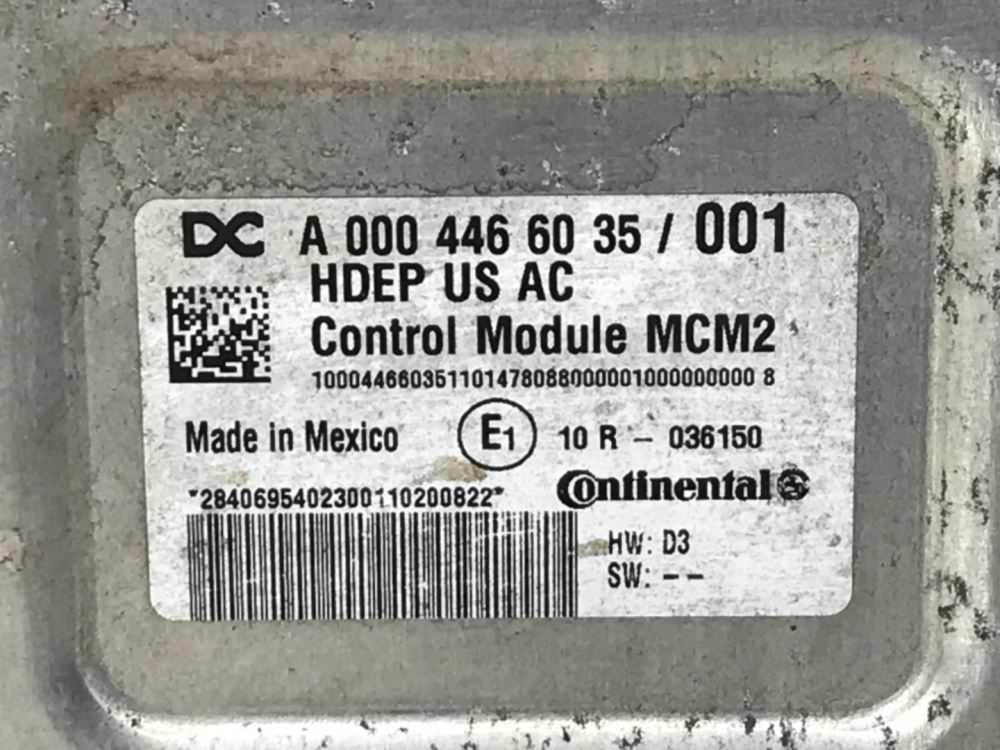 DC A 000 446 60 35 / 001
HDEP US AC
Control Module MCM2
10004466035110147808800000100000000 8
Made in Mexico E1 10 R - 036150
*2840695402300110200822* Continental
HW: D3
SW: - -